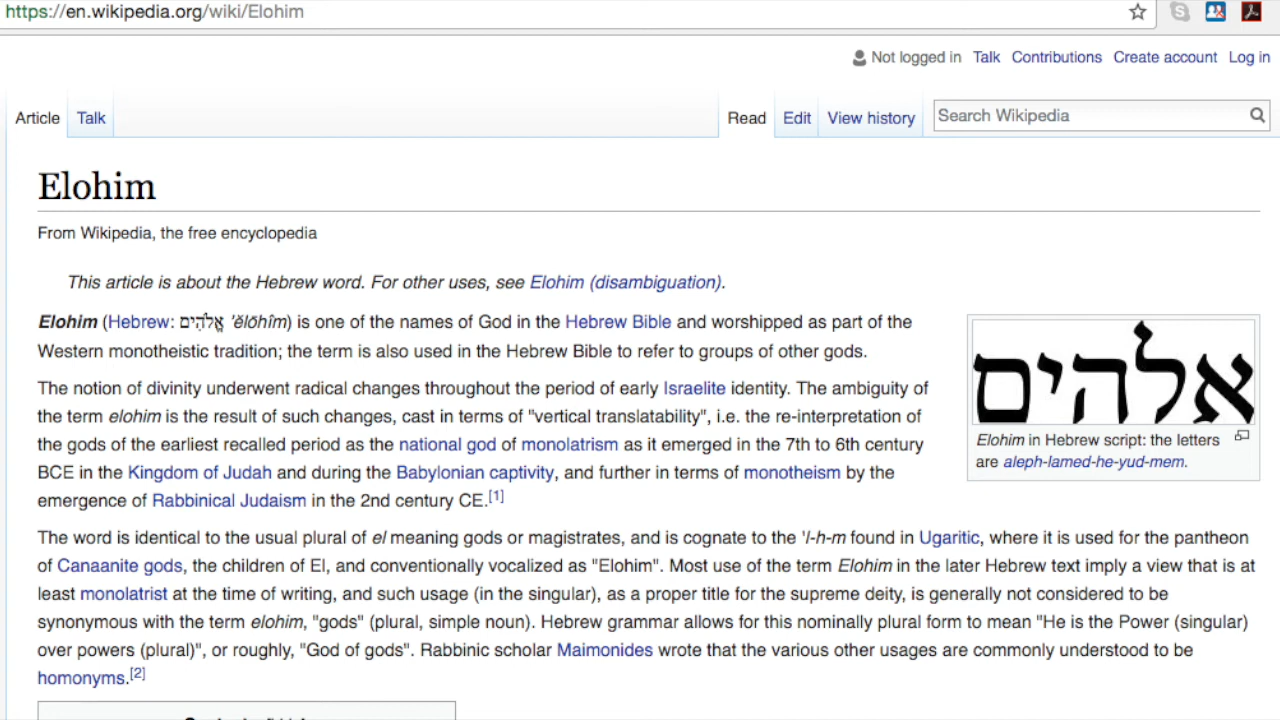 https://en.wikipedia.org/wiki/Elohim
Not logged in Talk Contributions Create account Log in
Article Talk Read Edit View history Search Wikipedia
Elohim
From Wikipedia, the free encyclopedia
This article is about the Hebrew word. For other uses, see Elohim (disambiguation).
Elohim (Hebrew: אֱלֹהִים ’ĕlōhîm) is one of the names of God in the Hebrew Bible and worshipped as part of the
Western monotheistic tradition; the term is also used in the Hebrew Bible to refer to groups of other gods.
The notion of divinity underwent radical changes throughout the period of early Israelite identity. The ambiguity of
the term elohim is the result of such changes, cast in terms of "vertical translatability", i.e. the re-interpretation of
the gods of the earliest recalled period as the national god of monolatrism as it emerged in the 7th to 6th century
BCE in the Kingdom of Judah and during the Babylonian captivity, and further in terms of monotheism by the
emergence of Rabbinical Judaism in the 2nd century CE.[1]
אלהים
Elohim in Hebrew script: the letters
are aleph-lamed-he-yud-mem.
The word is identical to the usual plural of el meaning gods or magistrates, and is cognate to the 'l-h-m found in Ugaritic, where it is used for the pantheon
of Canaanite gods, the children of El, and conventionally vocalized as "Elohim". Most use of the term Elohim in the later Hebrew text imply a view that is at
least monolatrist at the time of writing, and such usage (in the singular), as a proper title for the supreme deity, is generally not considered to be
synonymous with the term elohim, "gods" (plural, simple noun). Hebrew grammar allows for this nominally plural form to mean "He is the Power (singular)
over powers (plural)", or roughly, "God of gods". Rabbinic scholar Maimonides wrote that the various other usages are commonly understood to be
homonyms.[2]